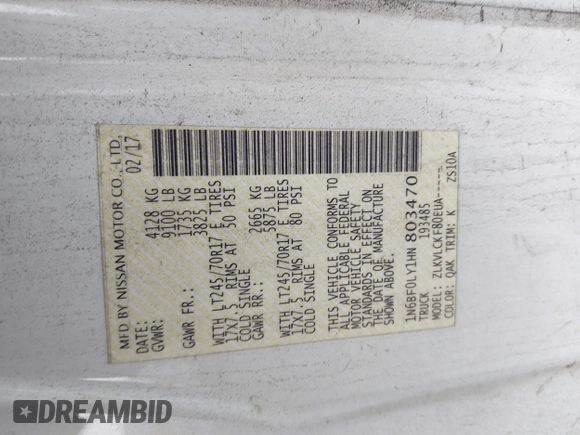 MFD BY NISSAN MOTOR CO., LTD.
DATE: 02/17
GVWR: 4128 KG
9100 LB
GAWR FR.: 1735 KG
3825 LB
WITH LT245/70R17 E TIRES
17X7.5 RIMS AT 50 PSI
COLD SINGLE
GAWR RR.: 2665 KG
5875 LB
WITH LT245/70R17 E TIRES
17X7.5 RIMS AT 80 PSI
COLD SINGLE
THIS VEHICLE CONFORMS TO
ALL APPLICABLE FEDERAL
MOTOR VEHICLE SAFETY
STANDARDS IN EFFECT ON
THE DATE OF MANUFACTURE
SHOWN ABOVE.
1N6BF0LY1HN803470
TRUCK 193485
MODEL: ZLKVLCKF80EUA-----
COLOR: QAK TRIM: K ZS10A
DREAMBID